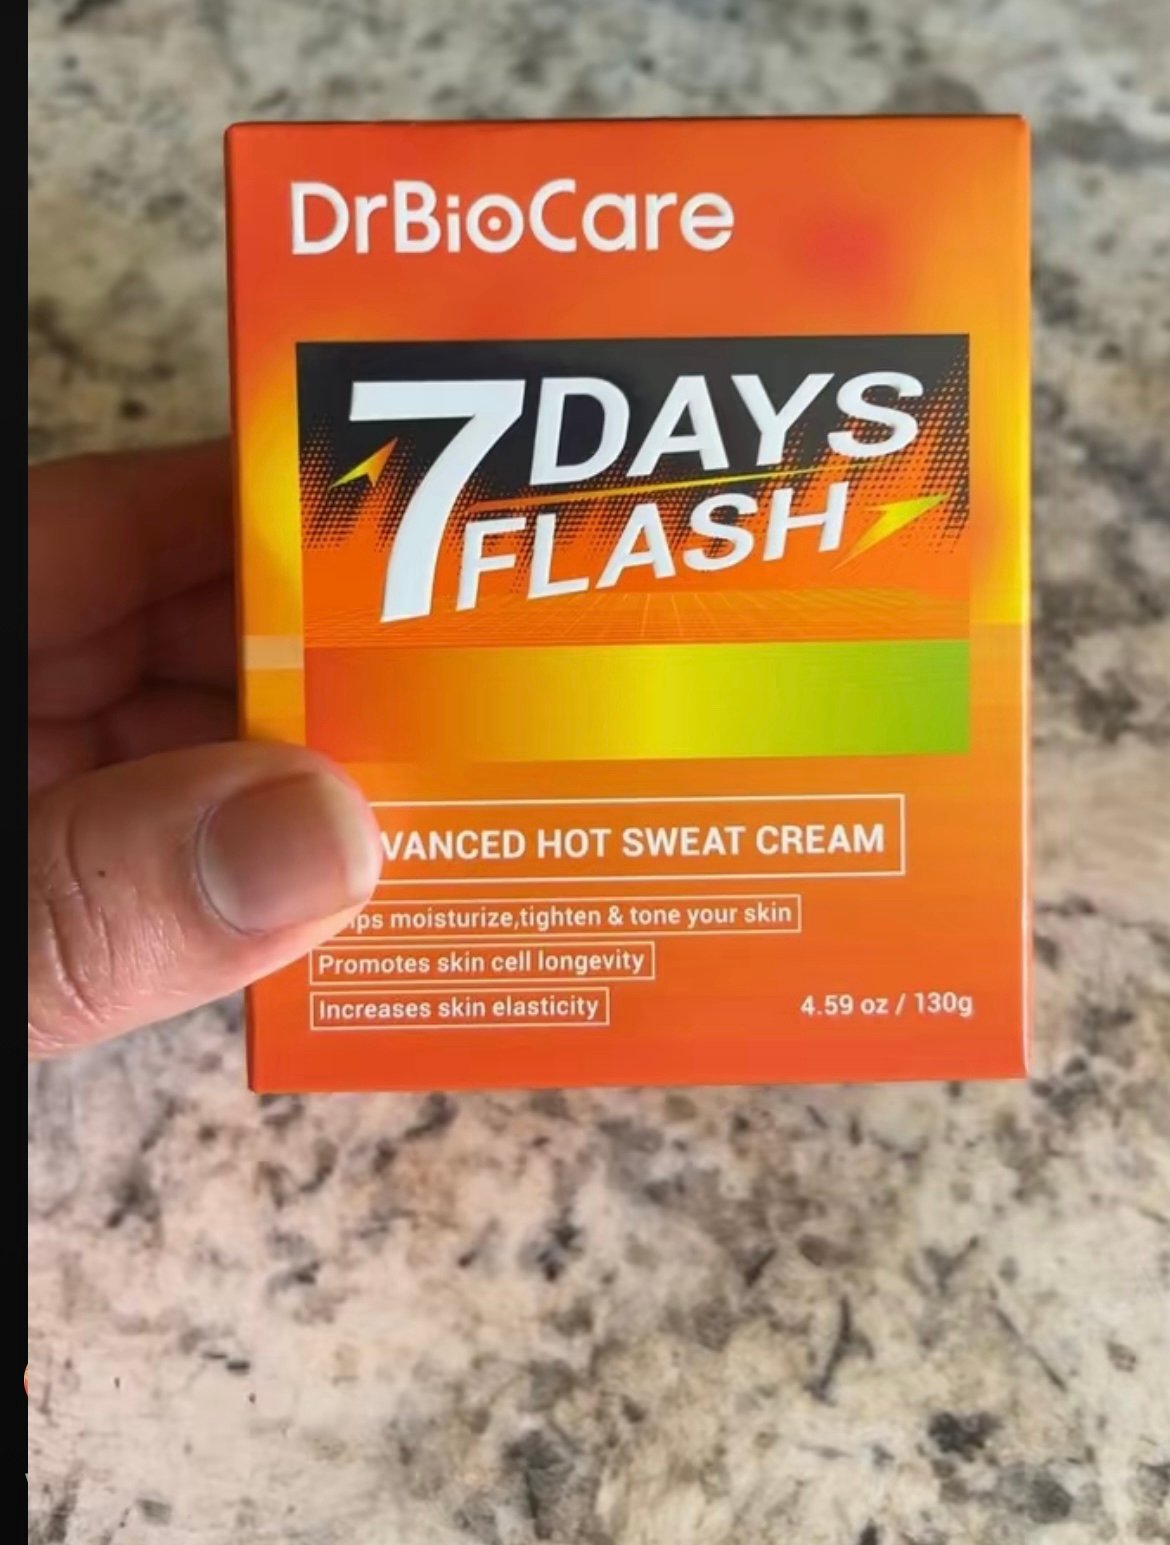 DrBioCare
7 DAYS
FLASH
VANCED HOT SWEAT CREAM
moisturize,tighten & tone your skin
Promotes skin cell longevity
Increases skin elasticity
4.59 oz / 130g